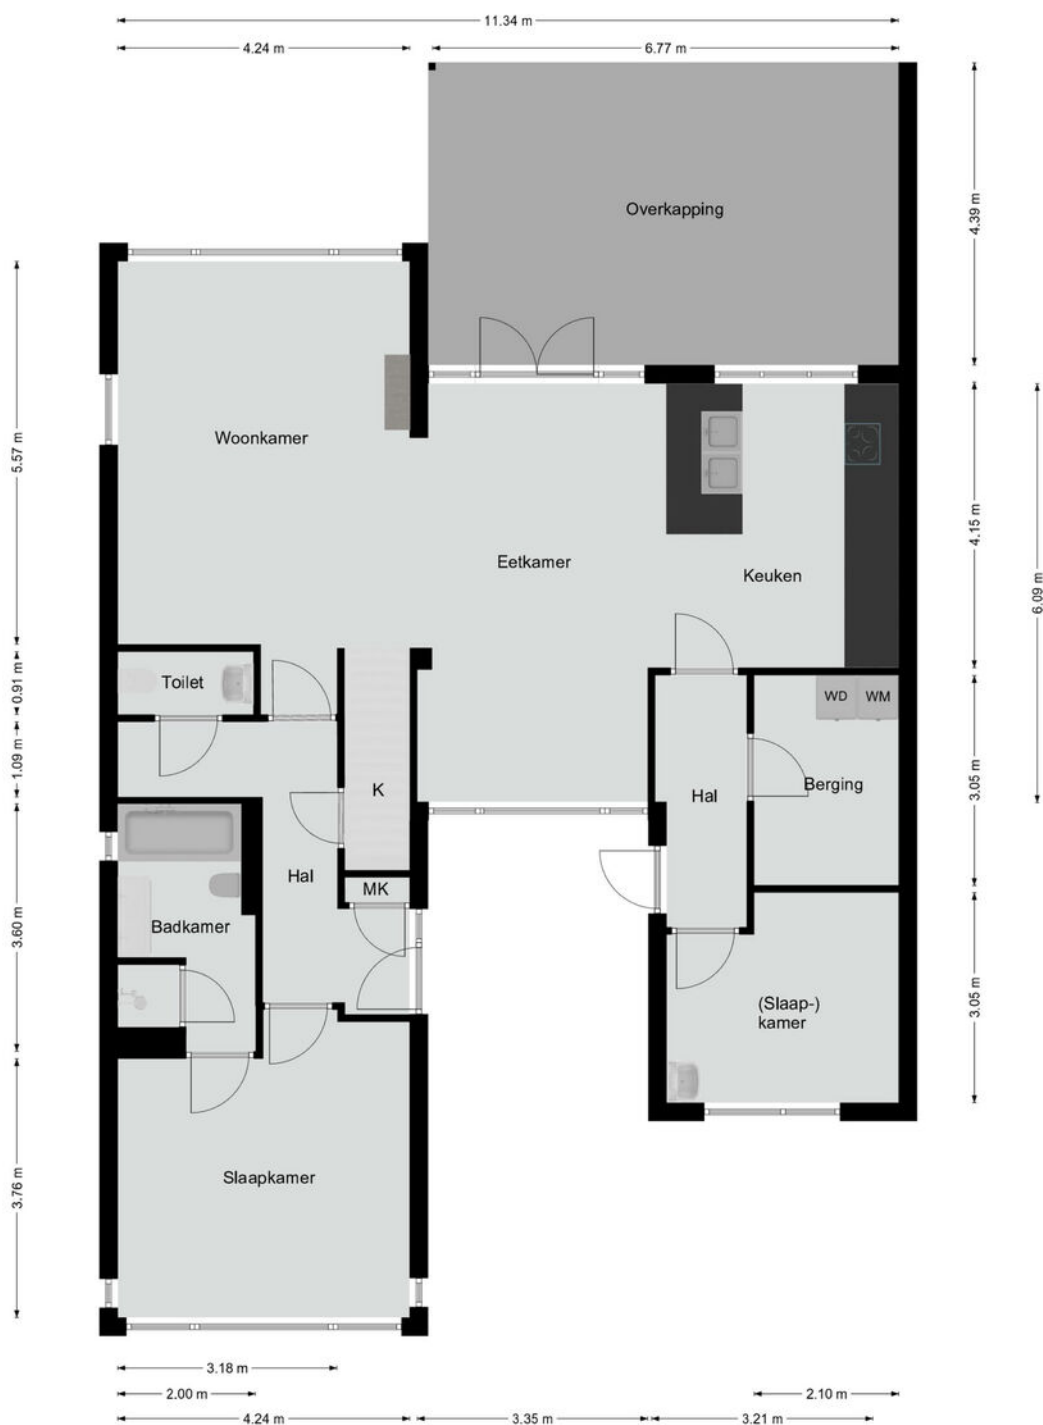 11.34 m
4.24 m
6.77 m
Overkapping
4.39 m
Woonkamer
5.57 m
Eetkamer
Keuken
4.15 m
6.09 m
Toilet
0.91 m
WD
WM
1.09 m
K
Hal
Berging
3.05 m
Hal
MK
Badkamer
3.60 m
(Slaap-)
kamer
3.05 m
Slaapkamer
3.76 m
3.18 m
2.00 m
2.10 m
4.24 m
3.35 m
3.21 m